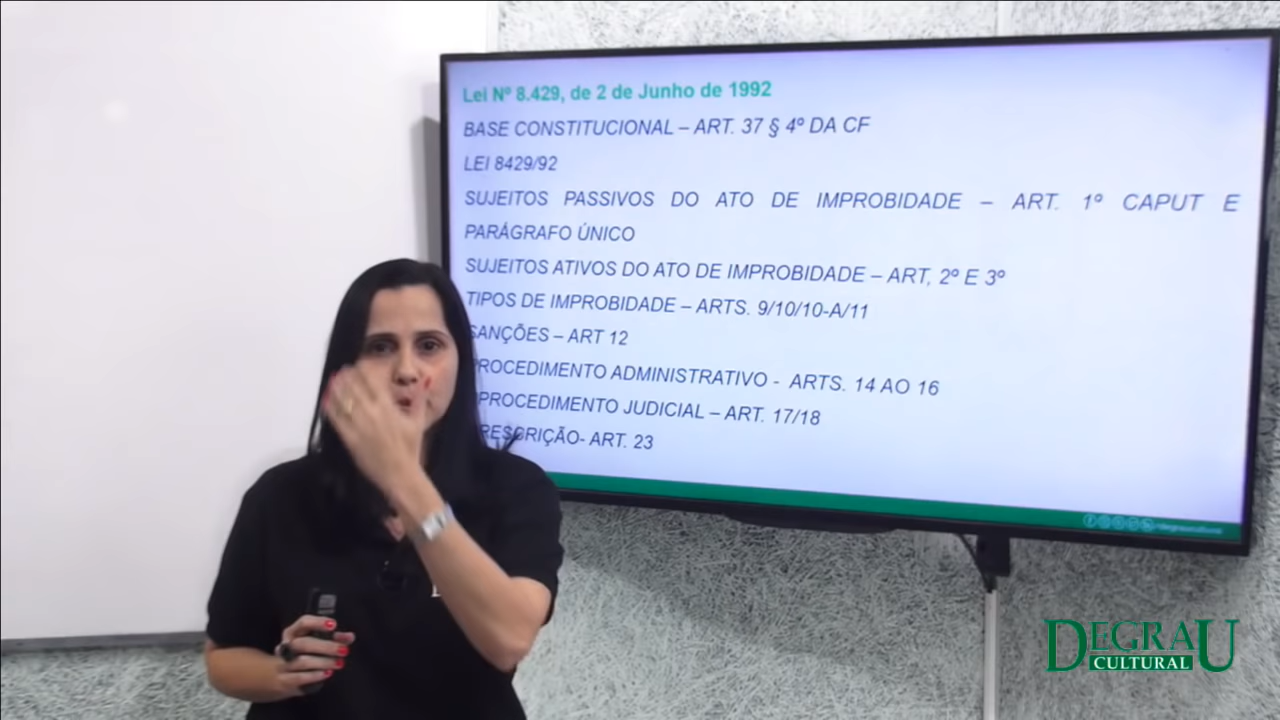 Lei Nº 8.429, de 2 de Junho de 1992
BASE CONSTITUCIONAL – ART. 37 § 4º DA CF
LEI 8429/92
SUJEITOS PASSIVOS DO ATO DE IMPROBIDADE – ART. 1º CAPUT E
PARÁGRAFO ÚNICO
SUJEITOS ATIVOS DO ATO DE IMPROBIDADE – ART, 2º E 3º
TIPOS DE IMPROBIDADE – ARTS. 9/10/10-A/11
SANÇÕES – ART 12
PROCEDIMENTO ADMINISTRATIVO - ARTS. 14 AO 16
PROCEDIMENTO JUDICIAL – ART. 17/18
PRESCRIÇÃO- ART. 23
DEGRAU
CULTURAL